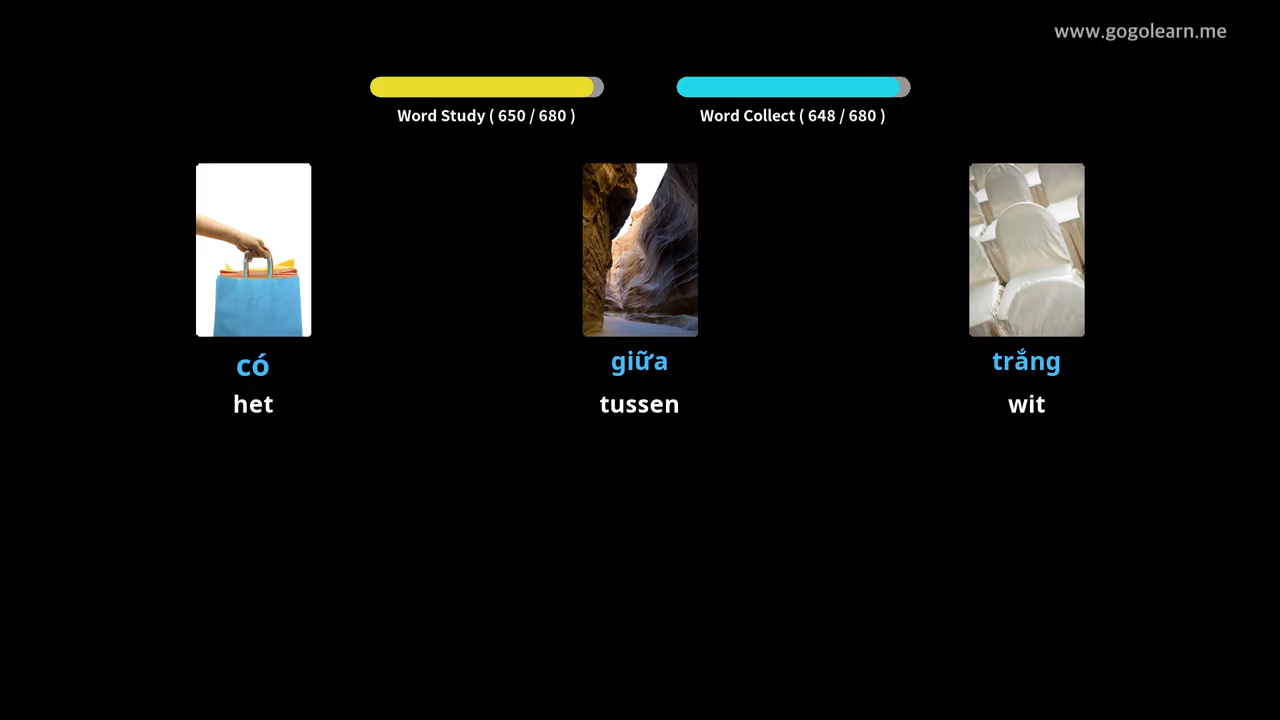 www.gogolearn.me
Word Study ( 650 / 680 )
Word Collect ( 648 / 680 )
có
het
giữa
tussen
trắng
wit